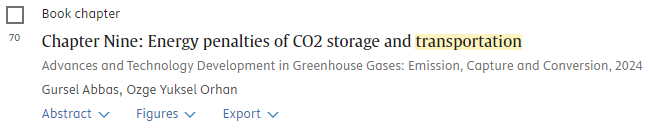 Book chapter
70
Chapter Nine: Energy penalties of CO2 storage and transportation
Advances and Technology Development in Greenhouse Gases: Emission, Capture and Conversion, 2024
Gursel Abbas, Ozge Yuksel Orhan
Abstract Figures Export